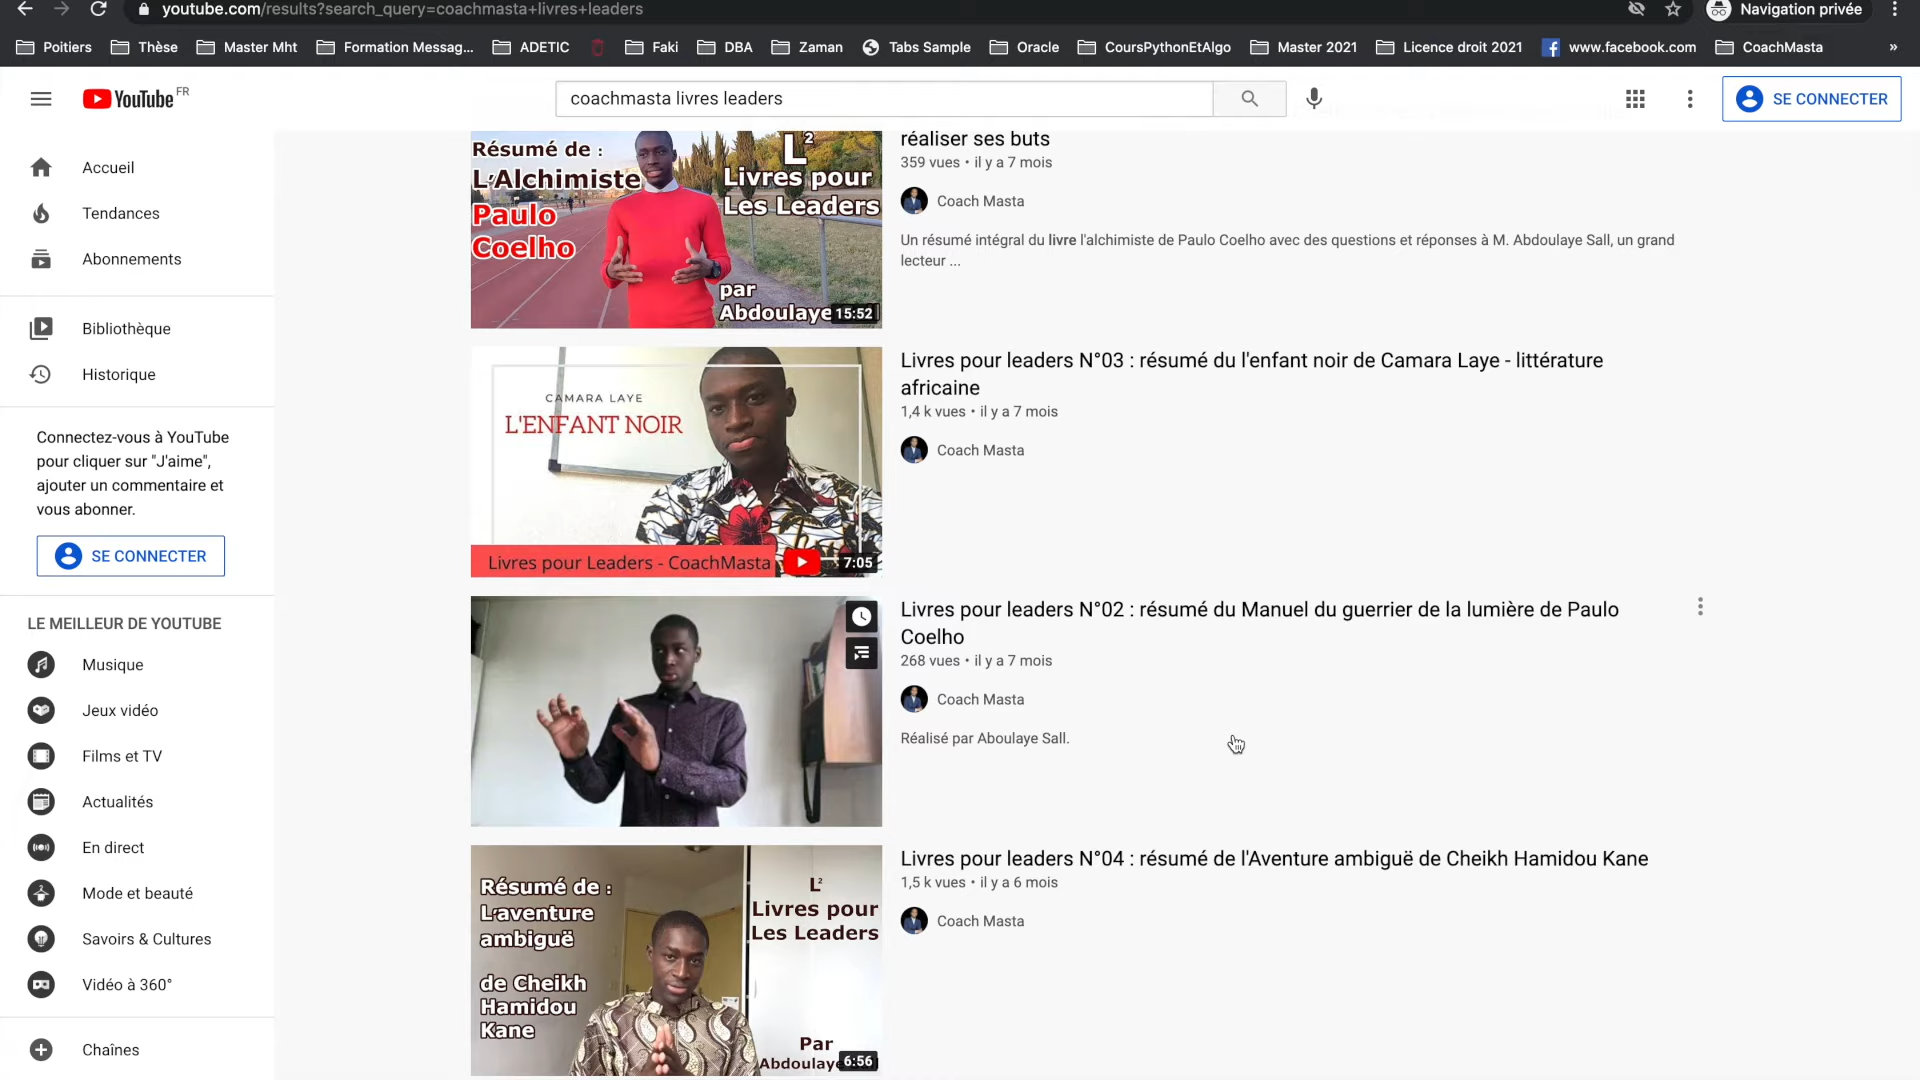 youtube.com/results?search_query=coachmasta+livres+leaders
Navigation privée
Poitiers
Thèse
Master Mht
Formation Messag...
ADETIC
Faki
DBA
Zaman
Tabs Sample
Oracle
CoursPythonEtAlgo
Master 2021
Licence droit 2021
www.facebook.com
CoachMasta
»
YouTube FR
coachmasta livres leaders
SE CONNECTER
Accueil
Tendances
Abonnements
Bibliothèque
Historique
Connectez-vous à YouTube
pour cliquer sur "J'aime",
ajouter un commentaire et
vous abonner.
SE CONNECTER
LE MEILLEUR DE YOUTUBE
Musique
Jeux vidéo
Films et TV
Actualités
En direct
Mode et beauté
Savoirs & Cultures
Vidéo à 360°
Chaînes
Résumé de :
L'Alchimiste
Paulo
Coelho
L²
Livres pour
Les Leaders
par
Abdoulaye
15:52
réaliser ses buts
359 vues • il y a 7 mois
Coach Masta
Un résumé intégral du livre l'alchimiste de Paulo Coelho avec des questions et réponses à M. Abdoulaye Sall, un grand
lecteur ...
CAMARA LAYE
L'ENFANT NOIR
Livres pour Leaders - CoachMasta
7:05
Livres pour leaders N°03 : résumé du l'enfant noir de Camara Laye - littérature
africaine
1,4 k vues • il y a 7 mois
Coach Masta
Livres pour leaders N°02 : résumé du Manuel du guerrier de la lumière de Paulo
Coelho
268 vues • il y a 7 mois
Coach Masta
Réalisé par Aboulaye Sall.
Résumé de :
L'aventure
ambiguë
de Cheikh
Hamidou
Kane
L²
Livres pour
Les Leaders
Par
Abdoulaye
6:56
Livres pour leaders N°04 : résumé de l'Aventure ambiguë de Cheikh Hamidou Kane
1,5 k vues • il y a 6 mois
Coach Masta